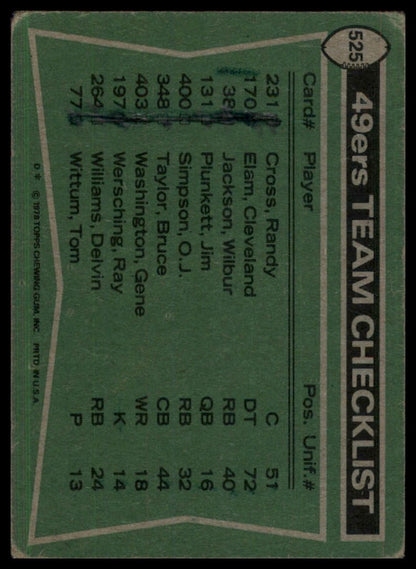 525
49ers TEAM CHECKLIST
Card# Player Pos. Unif.#
231 Cross, Randy C 51
170 Elam, Cleveland DT 72
38 Jackson, Wilbur RB 40
131 Plunkett, Jim QB 16
400 Simpson, O.J. RB 32
348 Taylor, Bruce CB 44
403 Washington, Gene WR 18
197 Wersching, Ray K 14
264 Williams, Delvin RB 24
77 Wittum, Tom P 13
D * © 1978 TOPPS CHEWING GUM, INC. PRTD. IN U.S.A.